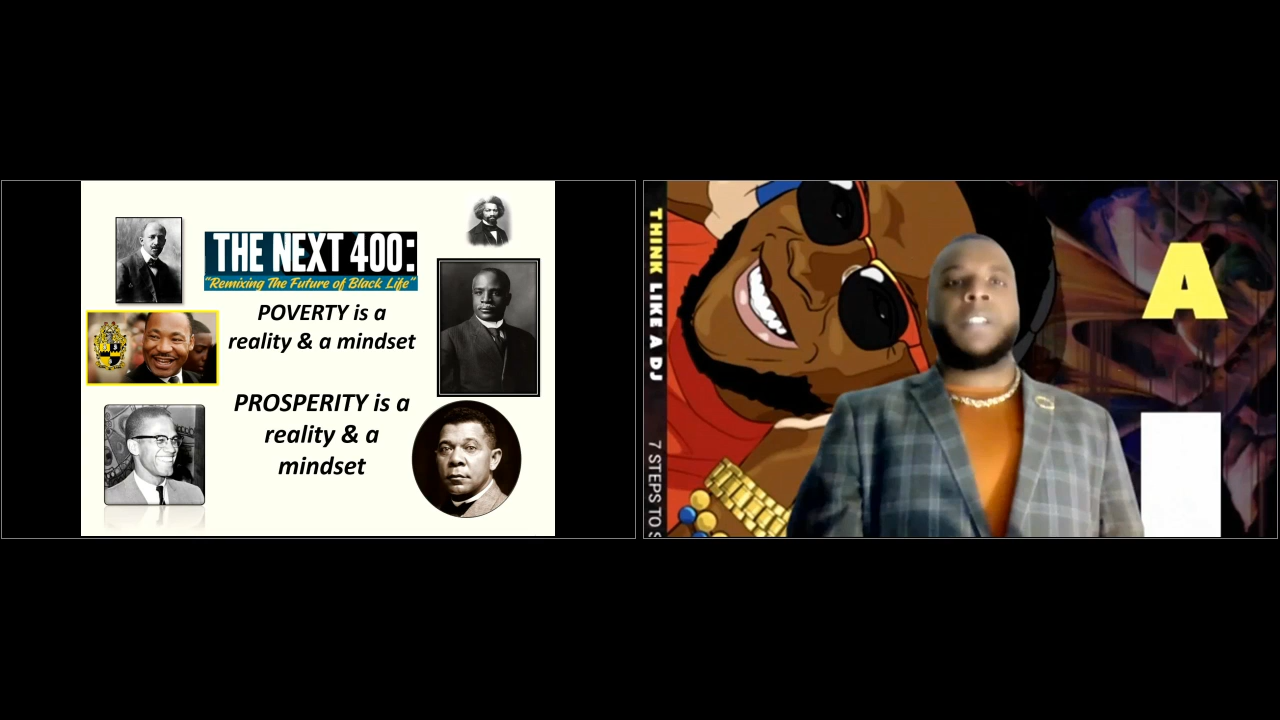 THE NEXT 400:
"Remixing The Future of Black Life"
POVERTY is a
reality & a mindset
PROSPERITY is a
reality & a
mindset
THINK LIKE A DJ
7 STEPS TO S
A